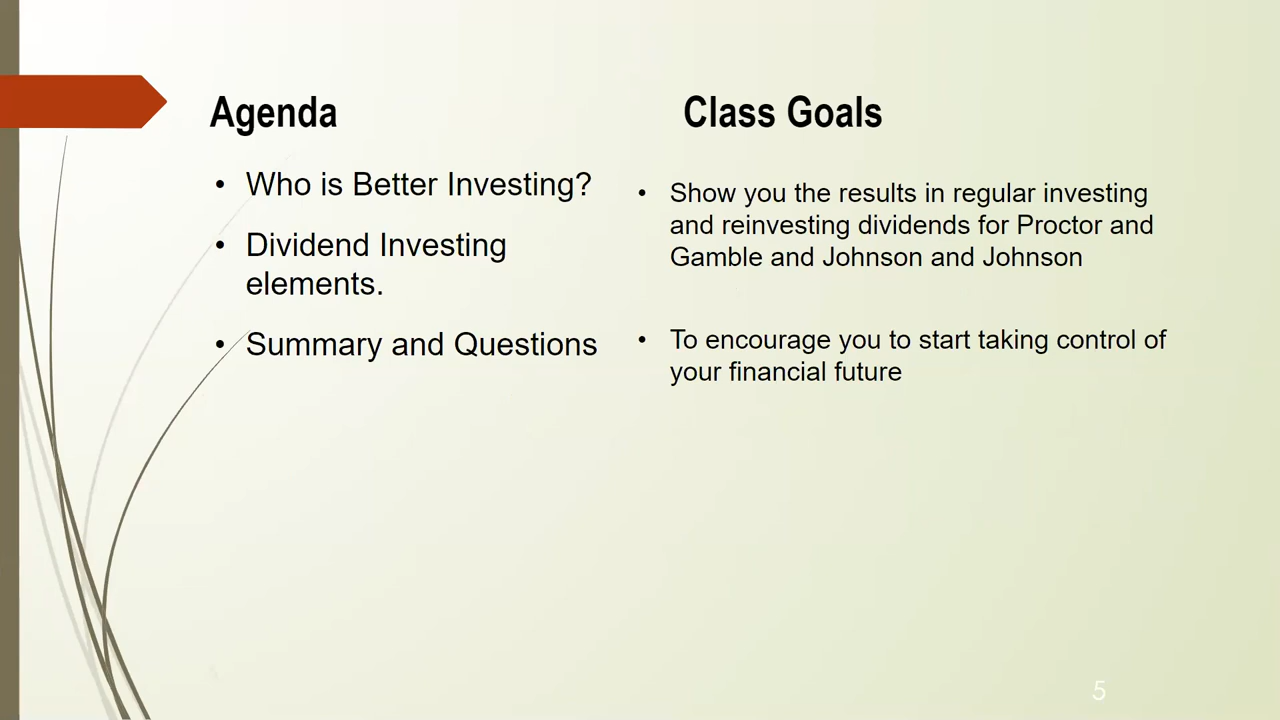 Agenda
• Who is Better Investing?
• Dividend Investing
elements.
• Summary and Questions
Class Goals
• Show you the results in regular investing
and reinvesting dividends for Proctor and
Gamble and Johnson and Johnson
• To encourage you to start taking control of
your financial future
5